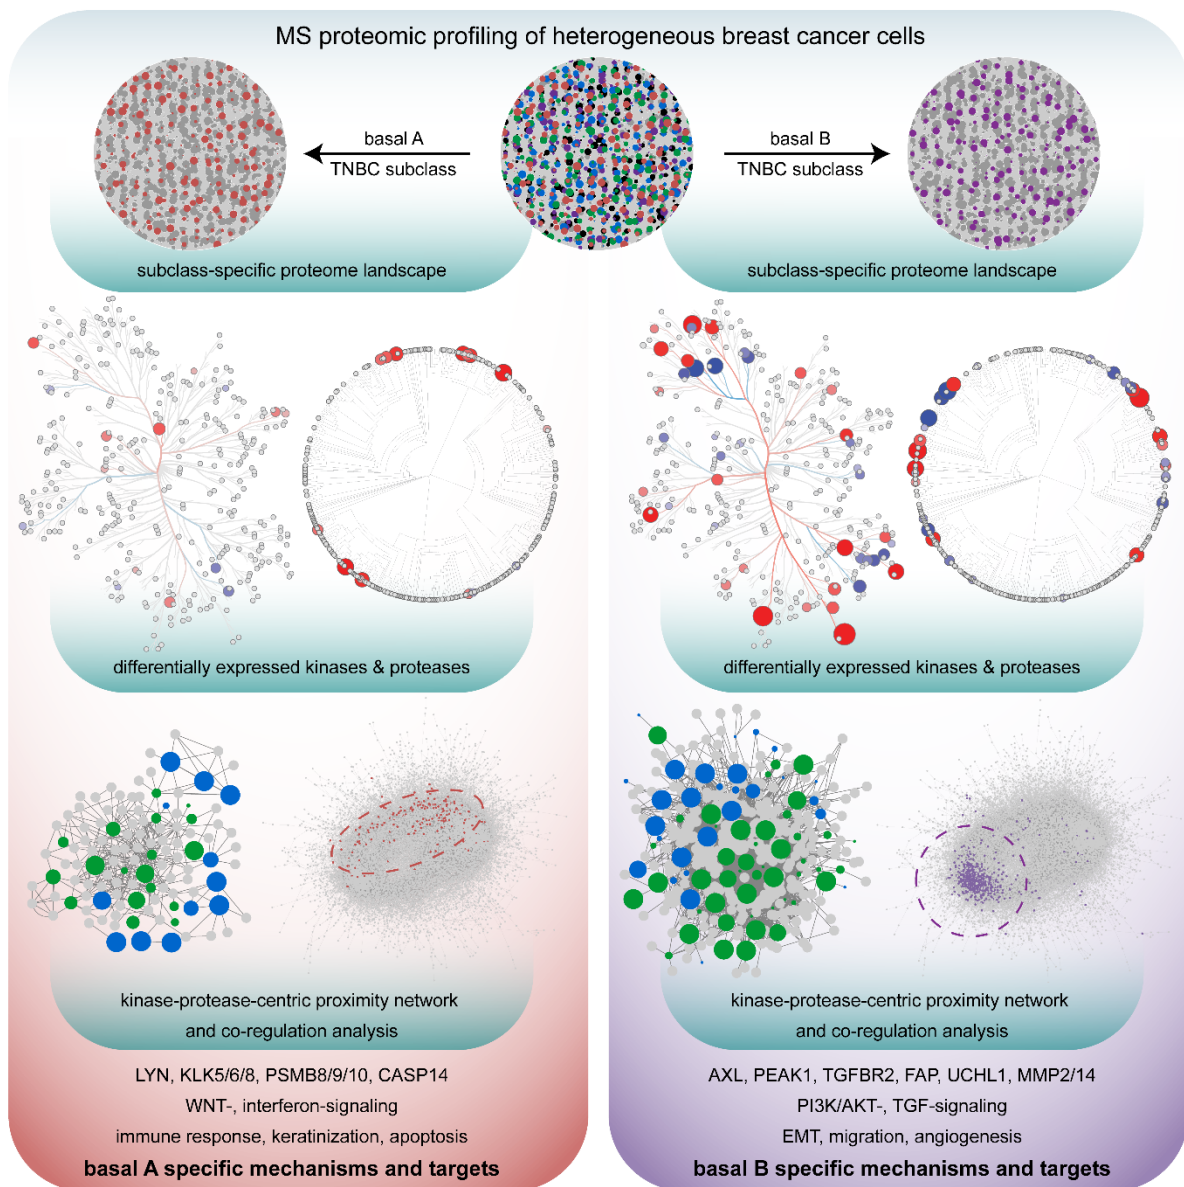 MS proteomic profiling of heterogeneous breast cancer cells
basal A
TNBC subclass
basal B
TNBC subclass
subclass-specific proteome landscape
subclass-specific proteome landscape
differentially expressed kinases & proteases
differentially expressed kinases & proteases
kinase-protease-centric proximity network
and co-regulation analysis
kinase-protease-centric proximity network
and co-regulation analysis
LYN, KLK5/6/8, PSMB8/9/10, CASP14
WNT-, interferon-signaling
immune response, keratinization, apoptosis
basal A specific mechanisms and targets
AXL, PEAK1, TGFBR2, FAP, UCHL1, MMP2/14
PI3K/AKT-, TGF-signaling
EMT, migration, angiogenesis
basal B specific mechanisms and targets